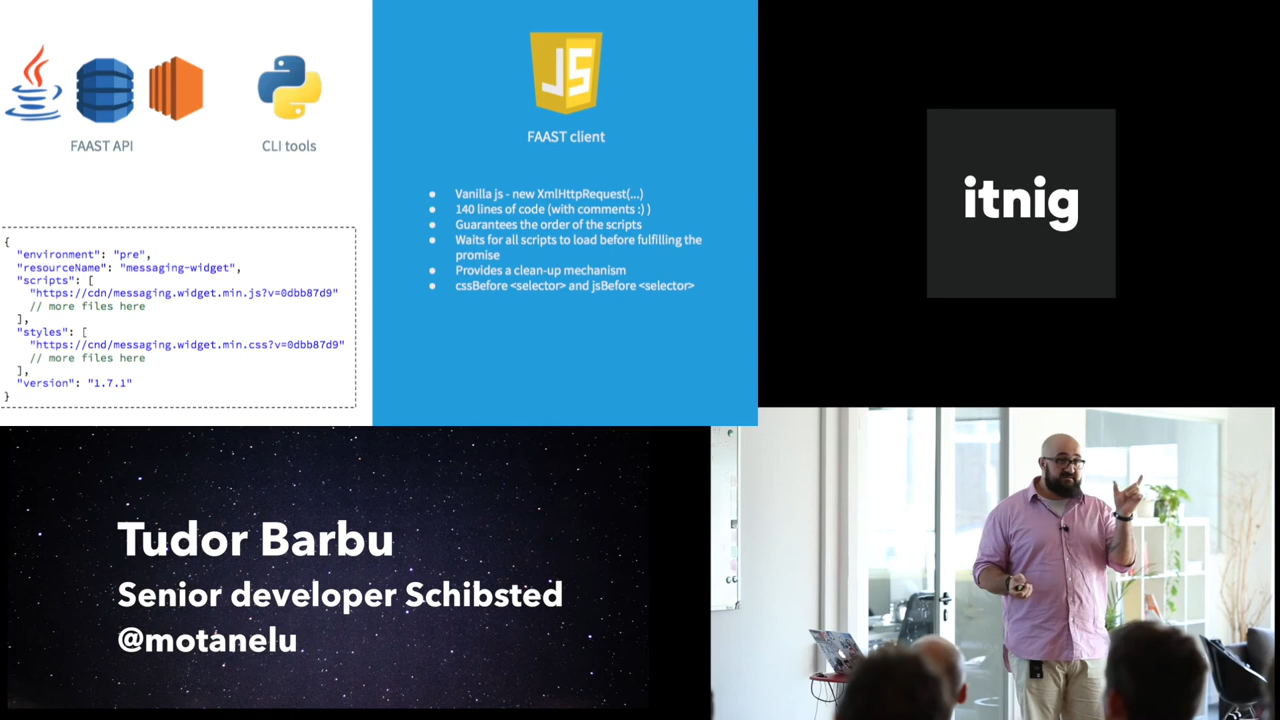 FAAST API
CLI tools
{
"environment": "pre",
"resourceName": "messaging-widget",
"scripts": [
"https://cdn/messaging.widget.min.js?v=0dbb87d9"
// more files here
],
"styles": [
"https://cnd/messaging.widget.min.css?v=0dbb87d9"
// more files here
],
"version": "1.7.1"
}
JS
FAAST client
● Vanilla js - new XmlHttpRequest(...)
● 140 lines of code (with comments :) )
● Guarantees the order of the scripts
● Waits for all scripts to load before fulfilling the
promise
● Provides a clean-up mechanism
● cssBefore <selector> and jsBefore <selector>
itnig
Tudor Barbu
Senior developer Schibsted
@motanelu